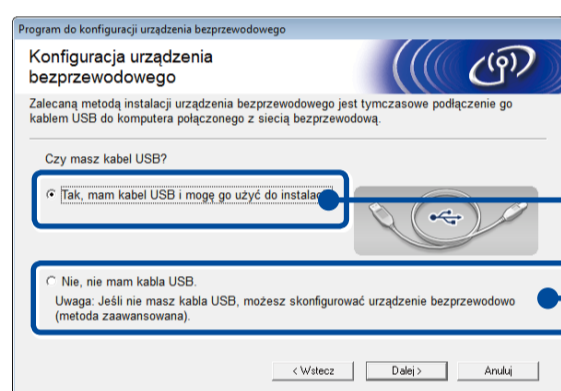 Program do konfiguracji urządzenia bezprzewodowego
Konfiguracja urządzenia
bezprzewodowego
Zalecaną metodą instalacji urządzenia bezprzewodowego jest tymczasowe podłączenie go
kablem USB do komputera połączonego z siecią bezprzewodową.
Czy masz kabel USB?
Tak, mam kabel USB i mogę go użyć do
Nie, nie mam kabla USB.
Uwaga: Jeśli nie masz kabla USB, możesz skonfigurować urządzenie bezprzewodowo
(metoda zaawansowana).
< Wstecz
Dalej >
Anuluj